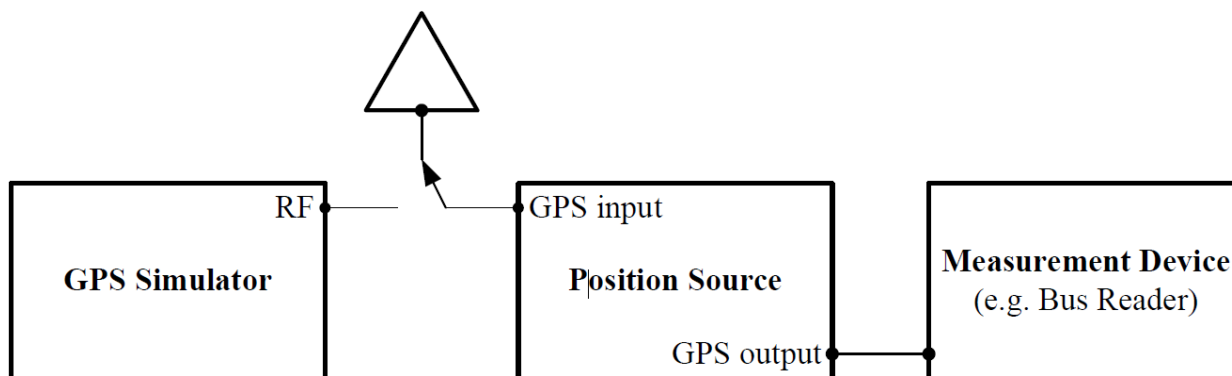 RF
GPS input
GPS Simulator
Position Source
Measurement Device
(e.g. Bus Reader)
GPS output